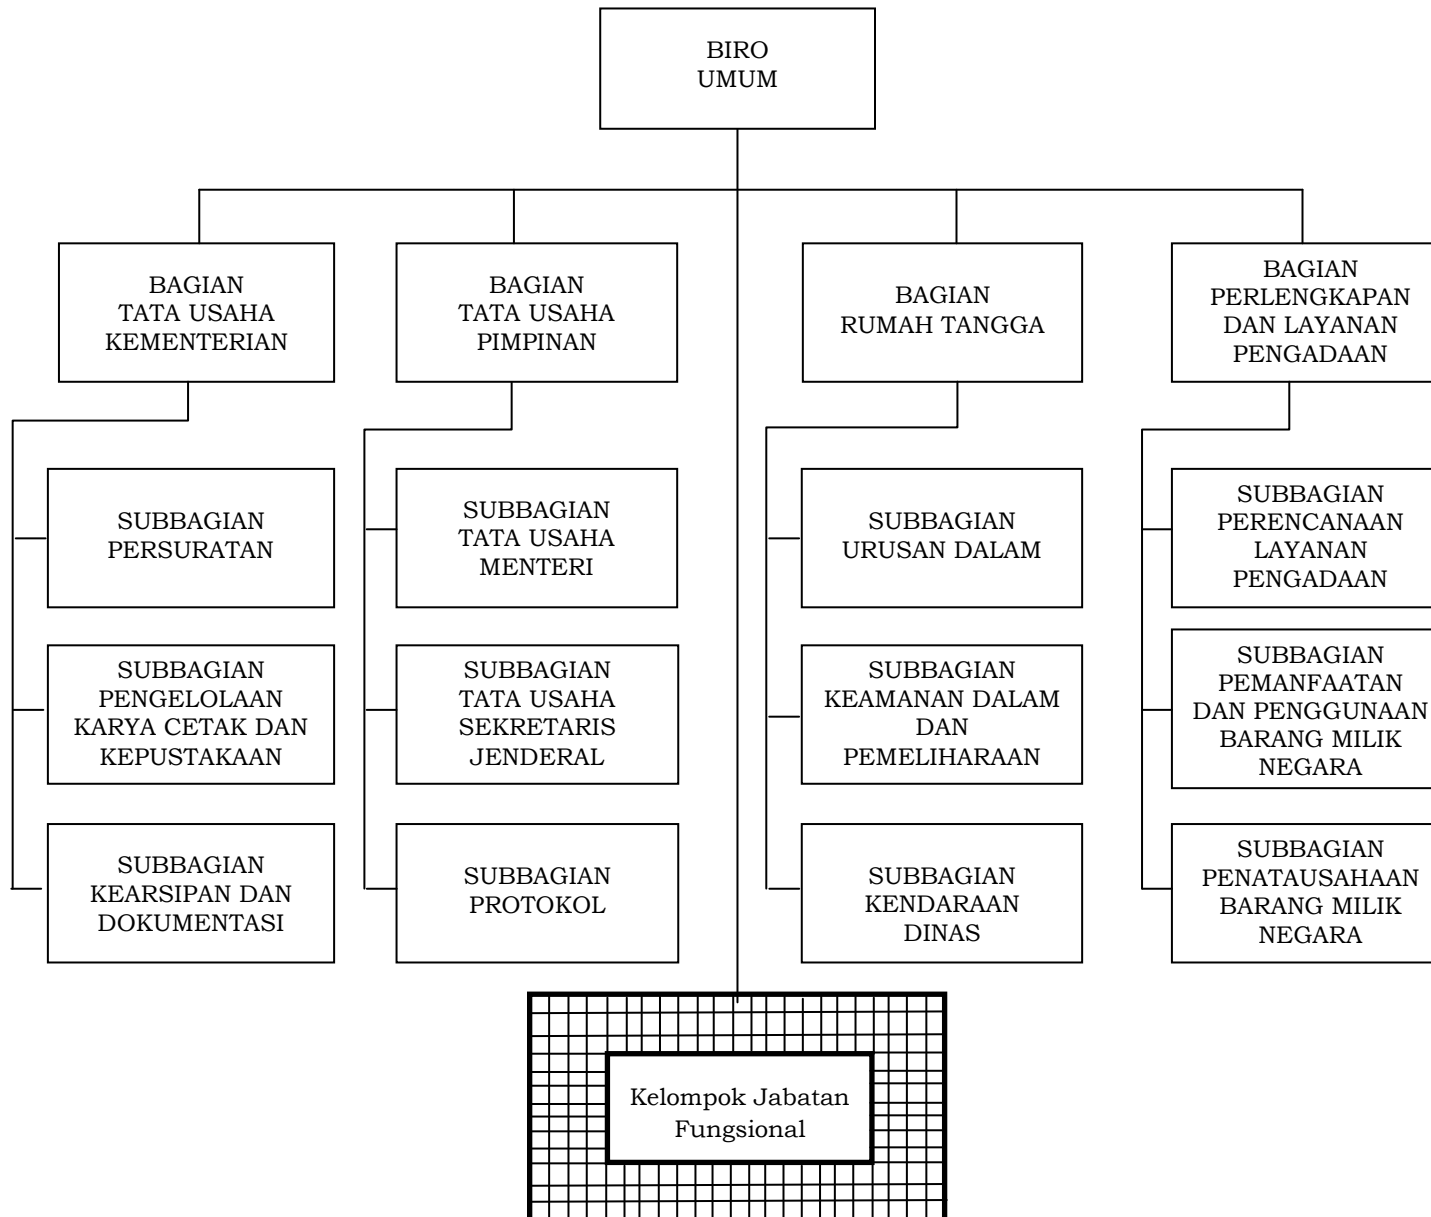 BIRO
UMUM
BAGIAN
TATA USAHA
KEMENTERIAN
BAGIAN
TATA USAHA
PIMPINAN
BAGIAN
RUMAH TANGGA
BAGIAN
PERLENGKAPAN
DAN LAYANAN
PENGADAAN
SUBBAGIAN
PERSURATAN
SUBBAGIAN
TATA USAHA
MENTERI
SUBBAGIAN
URUSAN DALAM
SUBBAGIAN
PERENCANAAN
LAYANAN
PENGADAAN
SUBBAGIAN
PENGELOLAAN
KARYA CETAK DAN
KEPUSTAKAAN
SUBBAGIAN
TATA USAHA
SEKRETARIS
JENDERAL
SUBBAGIAN
KEAMANAN DALAM
DAN
PEMELIHARAAN
SUBBAGIAN
PEMANFAATAN
DAN PENGGUNAAN
BARANG MILIK
NEGARA
SUBBAGIAN
KEARSIPAN DAN
DOKUMENTASI
SUBBAGIAN
PROTOKOL
SUBBAGIAN
KENDARAAN
DINAS
SUBBAGIAN
PENATAUSAHAAN
BARANG MILIK
NEGARA
Kelompok Jabatan
Fungsional